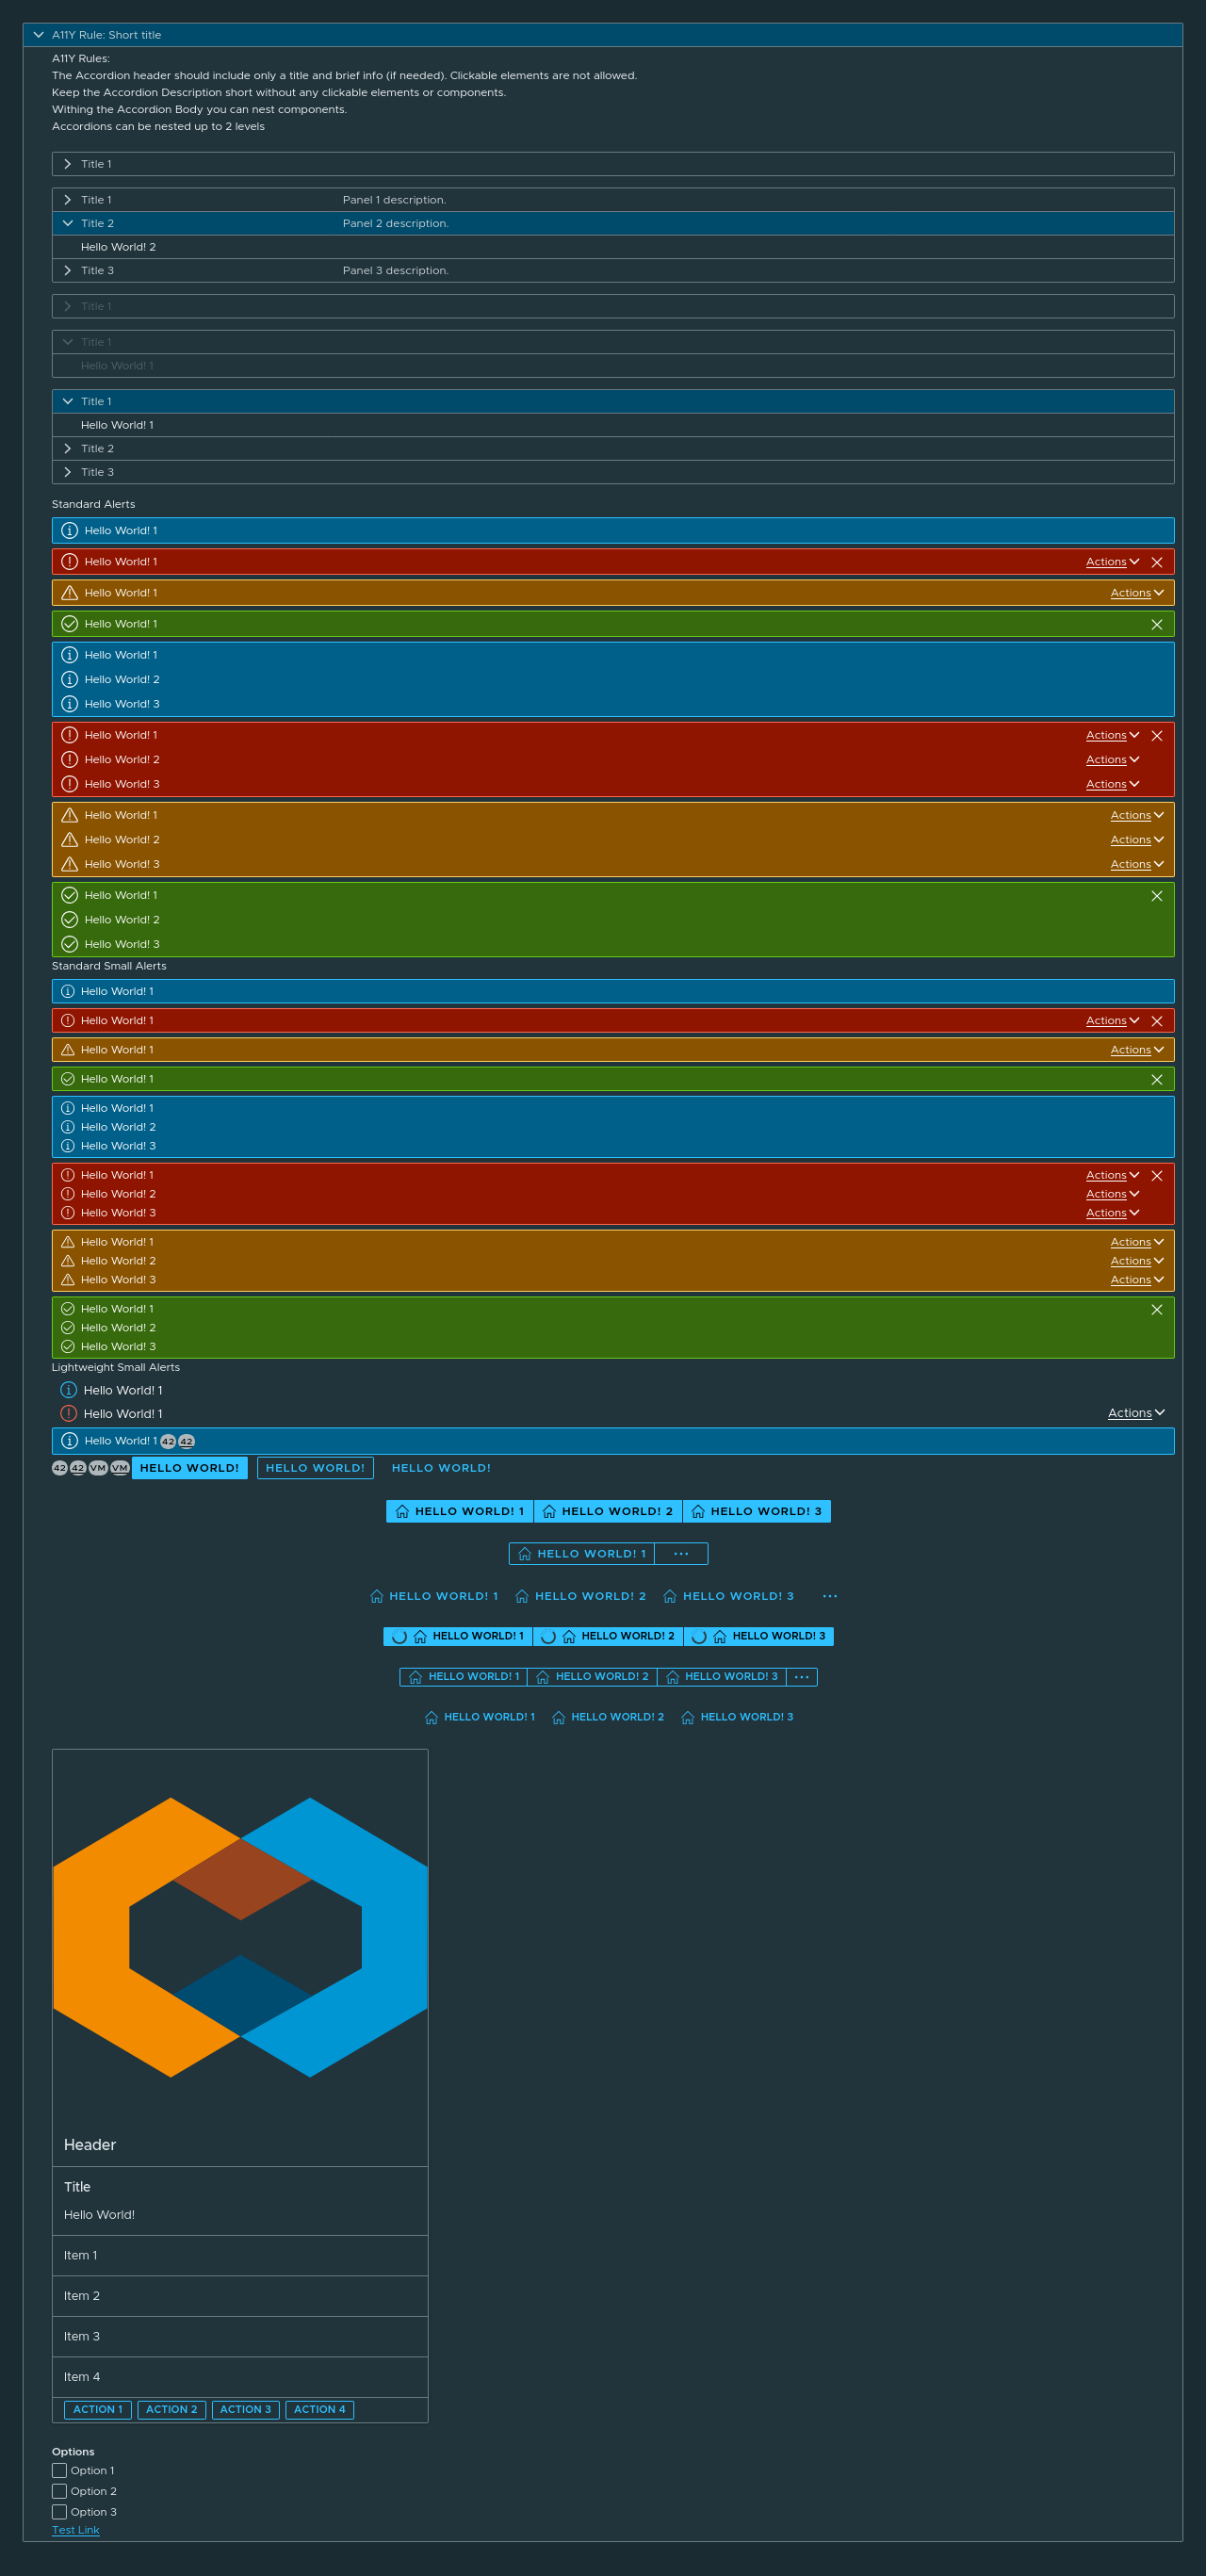 A11Y Rule: Short title
A11Y Rules:
The Accordion header should include only a title and brief info (if needed). Clickable elements are not allowed.
Keep the Accordion Description short without any clickable elements or components.
Withing the Accordion Body you can nest components.
Accordions can be nested up to 2 levels
Title 1
Title 1 Panel 1 description.
Title 2 Panel 2 description.
Hello World! 2
Title 3 Panel 3 description.
Title 1
Title 1
Hello World! 1
Title 1
Hello World! 1
Title 2
Title 3
Standard Alerts
Hello World! 1
Hello World! 1 Actions
Hello World! 1 Actions
Hello World! 1
Hello World! 1
Hello World! 2
Hello World! 3
Hello World! 1 Actions
Hello World! 2 Actions
Hello World! 3 Actions
Hello World! 1 Actions
Hello World! 2 Actions
Hello World! 3 Actions
Hello World! 1
Hello World! 2
Hello World! 3
Standard Small Alerts
Hello World! 1
Hello World! 1 Actions
Hello World! 1 Actions
Hello World! 1
Hello World! 1
Hello World! 2
Hello World! 3
Hello World! 1 Actions
Hello World! 2 Actions
Hello World! 3 Actions
Hello World! 1 Actions
Hello World! 2 Actions
Hello World! 3 Actions
Hello World! 1
Hello World! 2
Hello World! 3
Lightweight Small Alerts
Hello World! 1
Hello World! 1 Actions
Hello World! 1 42 42
42 42 VM VM HELLO WORLD! HELLO WORLD! HELLO WORLD!
HELLO WORLD! 1 HELLO WORLD! 2 HELLO WORLD! 3
HELLO WORLD! 1 ...
HELLO WORLD! 1 HELLO WORLD! 2 HELLO WORLD! 3 ...
HELLO WORLD! 1 HELLO WORLD! 2 HELLO WORLD! 3
HELLO WORLD! 1 HELLO WORLD! 2 HELLO WORLD! 3 ...
HELLO WORLD! 1 HELLO WORLD! 2 HELLO WORLD! 3
Header
Title
Hello World!
Item 1
Item 2
Item 3
Item 4
ACTION 1 ACTION 2 ACTION 3 ACTION 4
Options
Option 1
Option 2
Option 3
Test Link